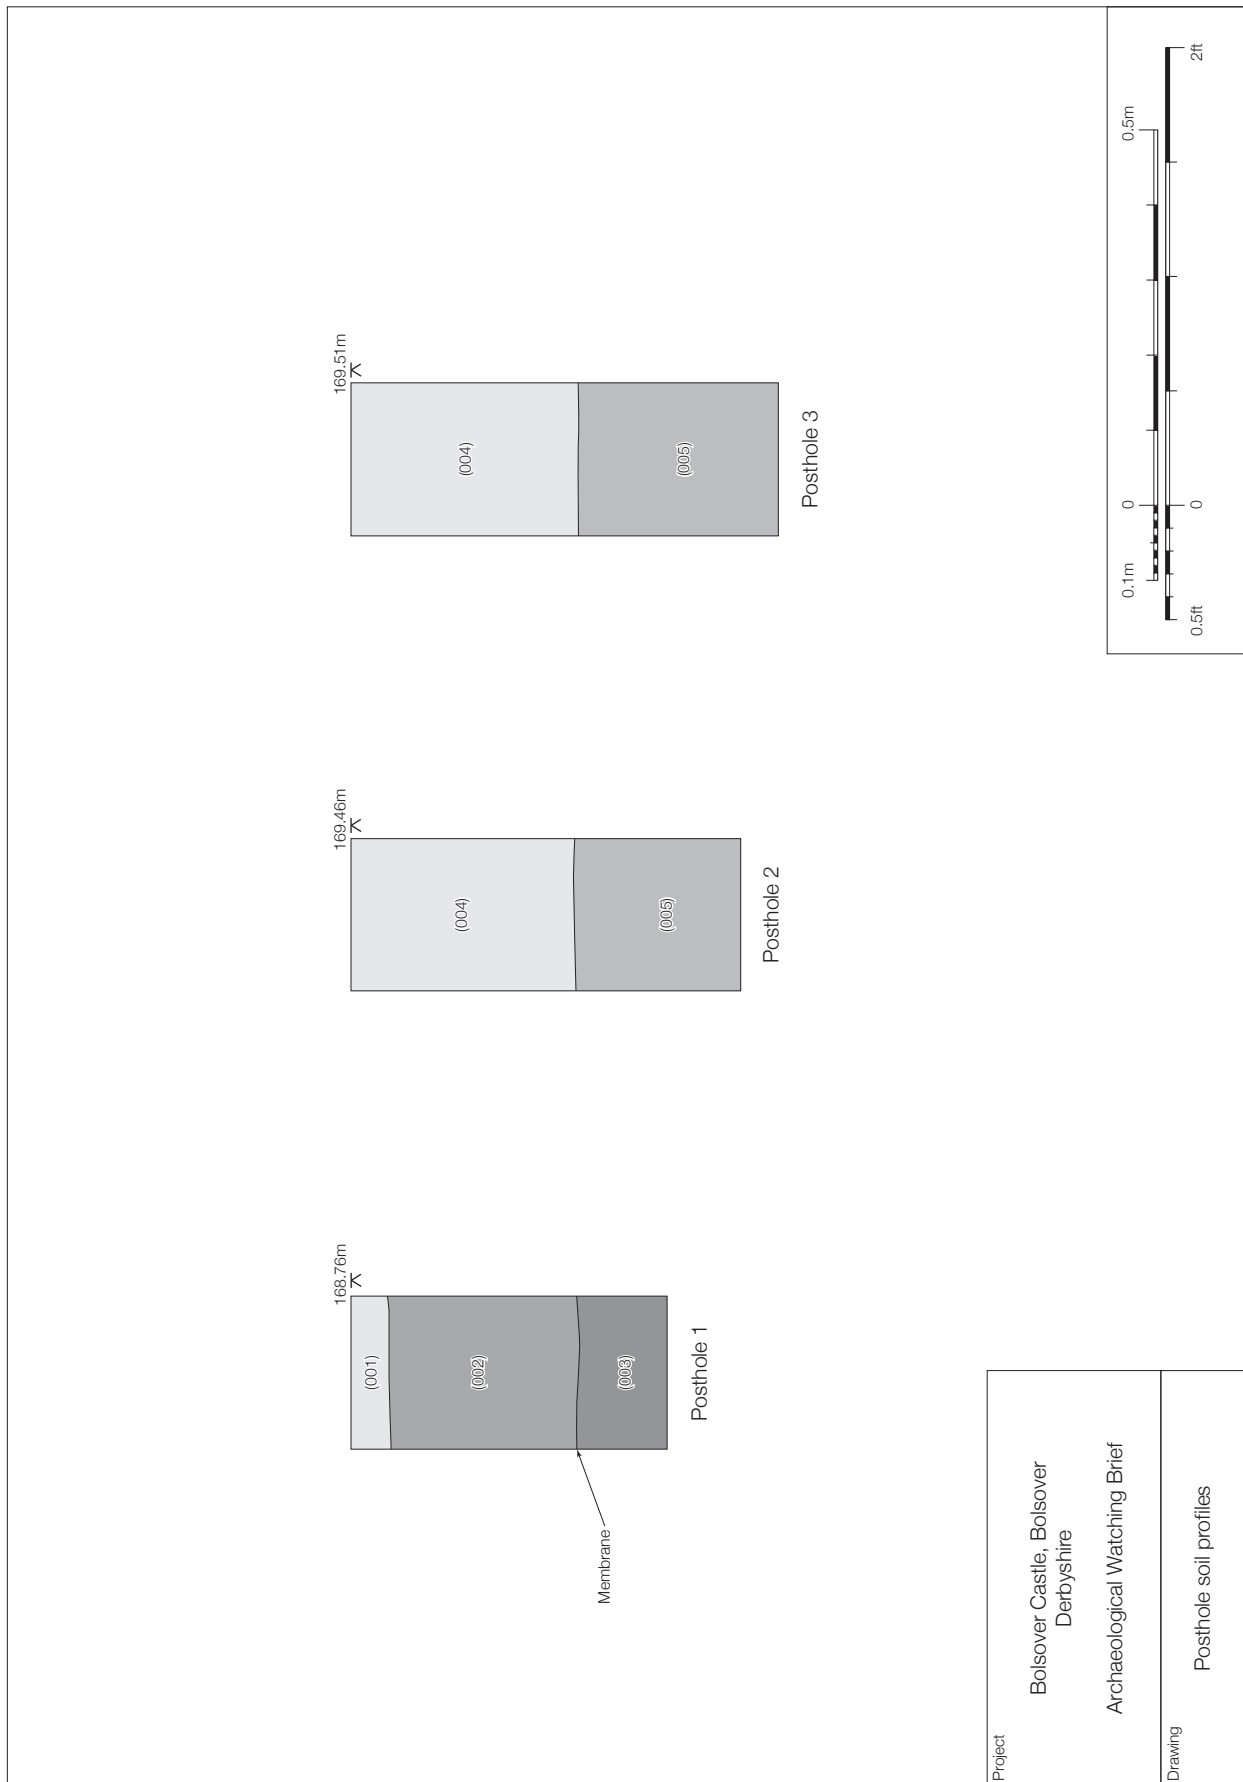 168.76m
(001)
(002)
(003)
Membrane
Posthole 1
169.46m
(004)
(005)
Posthole 2
169.51m
(004)
(005)
Posthole 3
Project
Bolsover Castle, Bolsover
Derbyshire
Archaeological Watching Brief
Drawing
Posthole soil profiles
0.1m
0
0.5m
0.5ft
0
2ft